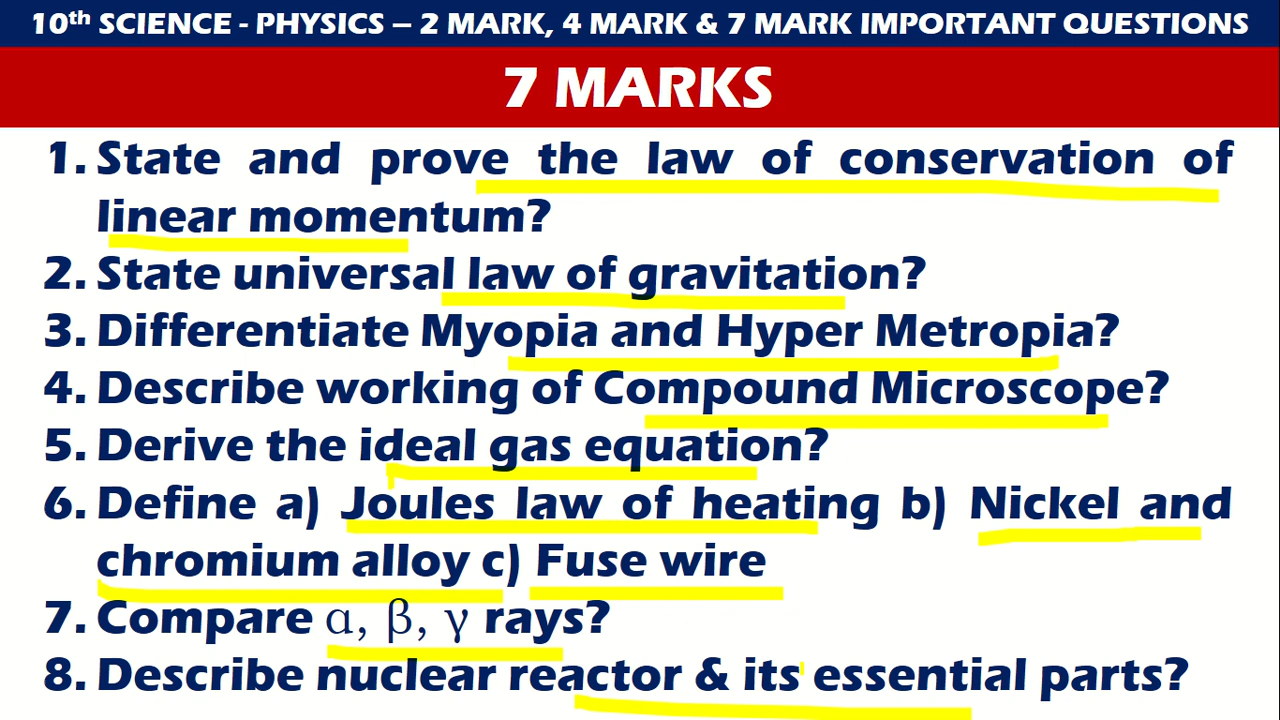 10th SCIENCE - PHYSICS – 2 MARK, 4 MARK & 7 MARK IMPORTANT QUESTIONS
7 MARKS
1. State and prove the law of conservation of
linear momentum?
2. State universal law of gravitation?
3. Differentiate Myopia and Hyper Metropia?
4. Describe working of Compound Microscope?
5. Derive the ideal gas equation?
6. Define a) Joules law of heating b) Nickel and
chromium alloy c) Fuse wire
7. Compare α, β, γ rays?
8. Describe nuclear reactor & its essential parts?